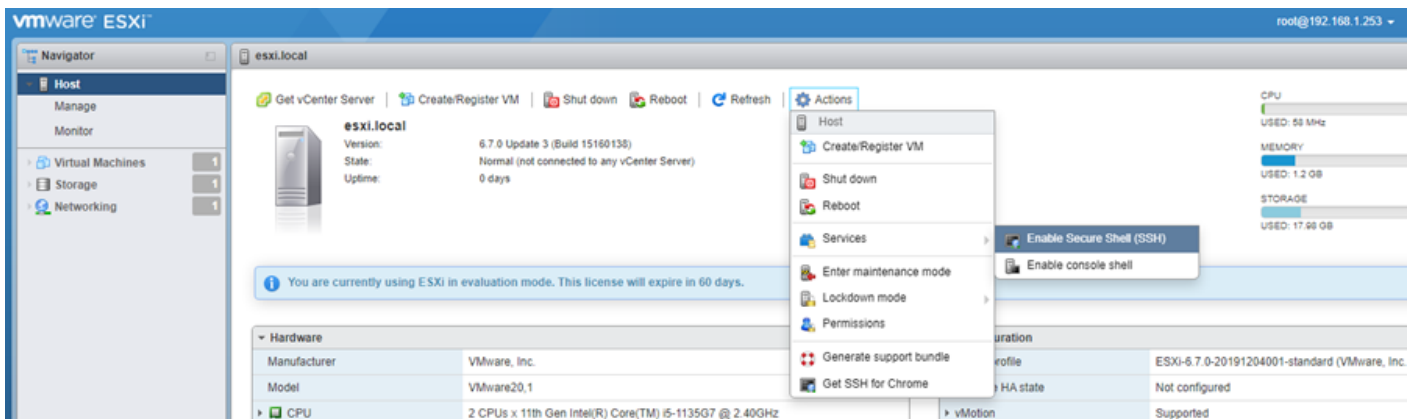 vmware ESXi™
root@192.168.1.253
Navigator
Host
Manage
Monitor
Virtual Machines 1
Storage 1
Networking 1
esxi.local
Get vCenter Server | Create/Register VM | Shut down Reboot | Refresh | Actions
esxi.local
Version: 6.7.0 Update 3 (Build 15160138)
State: Normal (not connected to any vCenter Server)
Uptime: 0 days
Host
Create/Register VM
Shut down
Reboot
Services
Enter maintenance mode
Lockdown mode
Permissions
Generate support bundle
Get SSH for Chrome
Enable Secure Shell (SSH)
Enable console shell
CPU
USED: 58 MHz
MEMORY
USED: 1.2 GB
STORAGE
USED: 17.98 GB
You are currently using ESXi in evaluation mode. This license will expire in 60 days.
Hardware
Manufacturer VMware, Inc.
Model VMware20,1
CPU 2 CPUs x 11th Gen Intel(R) Core(TM) i5-1135G7 @ 2.40GHz
uration
rofile ESXi-6.7.0-20191204001-standard (VMware, Inc.
HA state Not configured
vMotion Supported